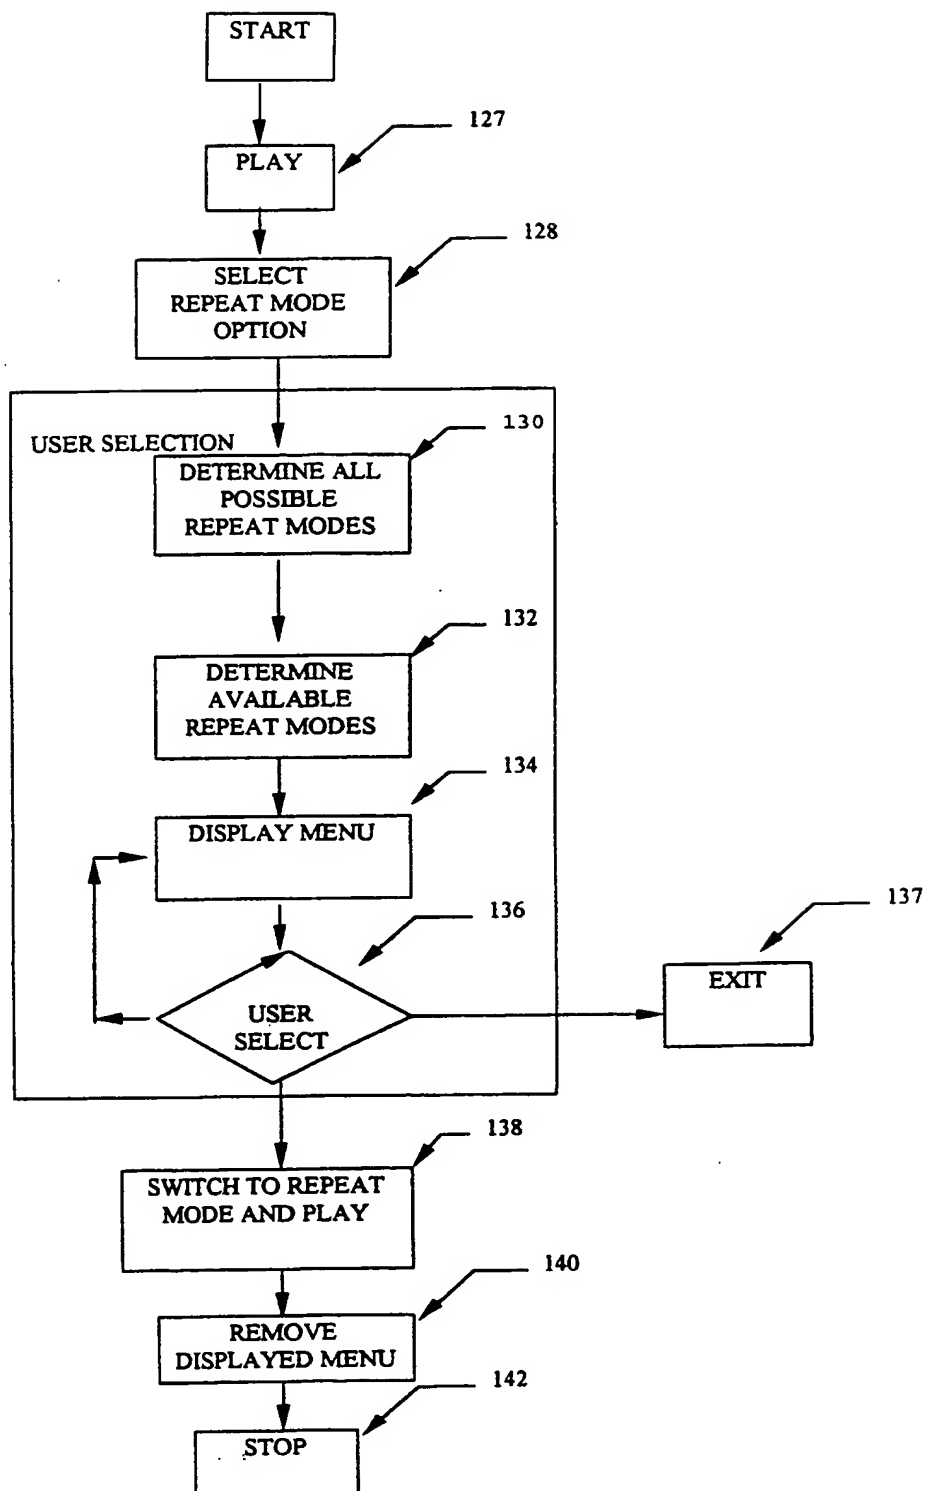 START
127
PLAY
128
SELECT
REPEAT MODE
OPTION
130
USER SELECTION
DETERMINE ALL
POSSIBLE
REPEAT MODES
132
DETERMINE
AVAILABLE
REPEAT MODES
134
DISPLAY MENU
136
137
USER
SELECT
EXIT
138
SWITCH TO REPEAT
MODE AND PLAY
140
REMOVE
DISPLAYED MENU
142
STOP